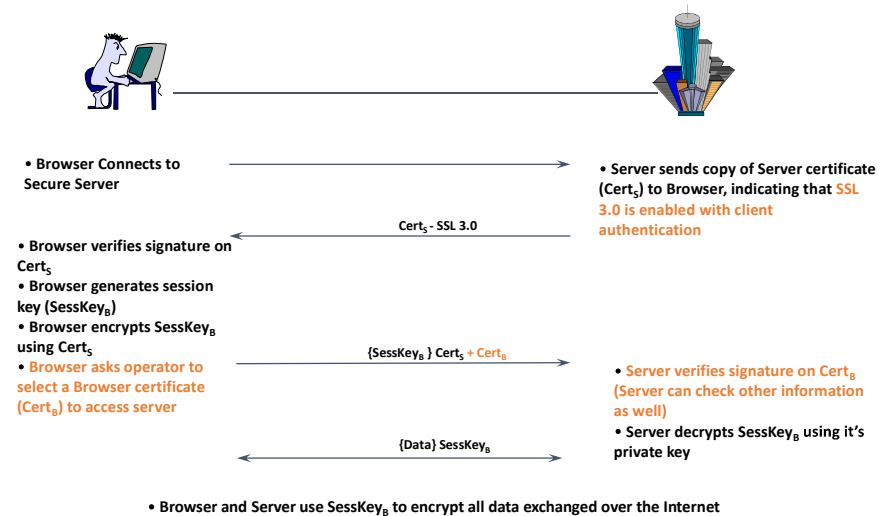 • Browser Connects to
Secure Server
• Server sends copy of Server certificate
(CertS) to Browser, indicating that SSL
3.0 is enabled with client
authentication
CertS - SSL 3.0
• Browser verifies signature on
CertS
• Browser generates session
key (SessKeyB)
• Browser encrypts SessKeyB
using CertS
• Browser asks operator to
select a Browser certificate
(CertB) to access server
{SessKeyB } CertS + CertB
• Server verifies signature on CertB
(Server can check other information
as well)
• Server decrypts SessKeyB using it's
private key
{Data} SessKeyB
• Browser and Server use SessKeyB to encrypt all data exchanged over the Internet